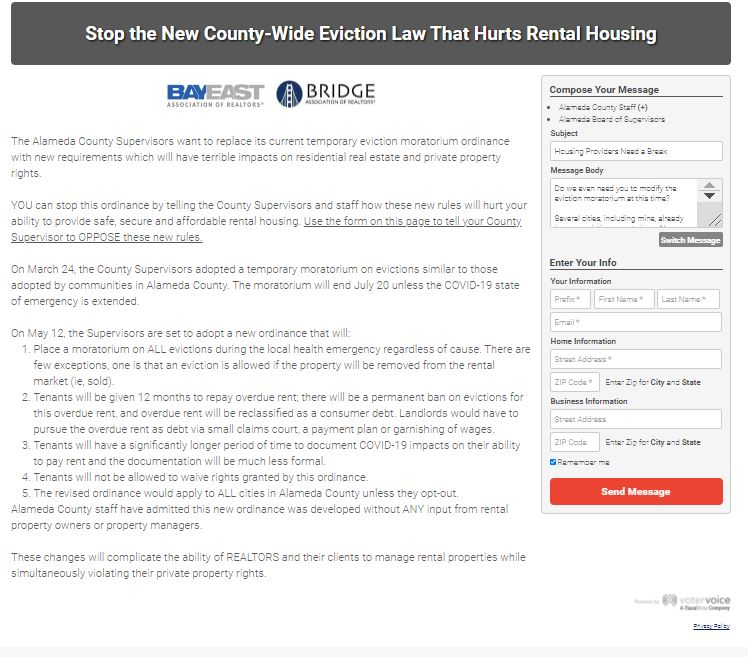 Stop the New County-Wide Eviction Law That Hurts Rental Housing
BAYEAST
ASSOCIATION OF REALTORS®
BRIDGE
ASSOCIATION OF REALTORS®
The Alameda County Supervisors want to replace its current temporary eviction moratorium ordinance
with new requirements which will have terrible impacts on residential real estate and private property
rights.
YOU can stop this ordinance by telling the County Supervisors and staff how these new rules will hurt your
ability to provide safe, secure and affordable rental housing. Use the form on this page to tell your County
Supervisor to OPPOSE these new rules.
On March 24, the County Supervisors adopted a temporary moratorium on evictions similar to those
adopted by communities in Alameda County. The moratorium will end July 20 unless the COVID-19 state
of emergency is extended.
On May 12, the Supervisors are set to adopt a new ordinance that will:
1. Place a moratorium on ALL evictions during the local health emergency regardless of cause. There are
few exceptions, one is that an eviction is allowed if the property will be removed from the rental
market (ie, sold).
2. Tenants will be given 12 months to repay overdue rent; there will be a permanent ban on evictions for
this overdue rent, and overdue rent will be reclassified as a consumer debt. Landlords would have to
pursue the overdue rent as debt via small claims court, a payment plan or garnishing of wages.
3. Tenants will have a significantly longer period of time to document COVID-19 impacts on their ability
to pay rent and the documentation will be much less formal.
4. Tenants will not be allowed to waive rights granted by this ordinance.
5. The revised ordinance would apply to ALL cities in Alameda County unless they opt-out.
Alameda County staff have admitted this new ordinance was developed without ANY input from rental
property owners or property managers.
These changes will complicate the ability of REALTORS and their clients to manage rental properties while
simultaneously violating their private property rights.
Compose Your Message
• Alameda County Staff (+)
• Alameda Board of Supervisors
Subject
Housing Providers Need a Break
Message Body
Do we even need you to modify the
eviction moratorium at this time?
Several cities, including mine, already
Switch Message
Enter Your Info
Your Information
Prefix * First Name * Last Name *
Email *
Home Information
Street Address *
ZIP Code * Enter Zip for City and State
Business Information
Street Address
ZIP Code Enter Zip for City and State
Remember me
Send Message
Powered by votervoice
A FiscalNote Company
Privacy Policy